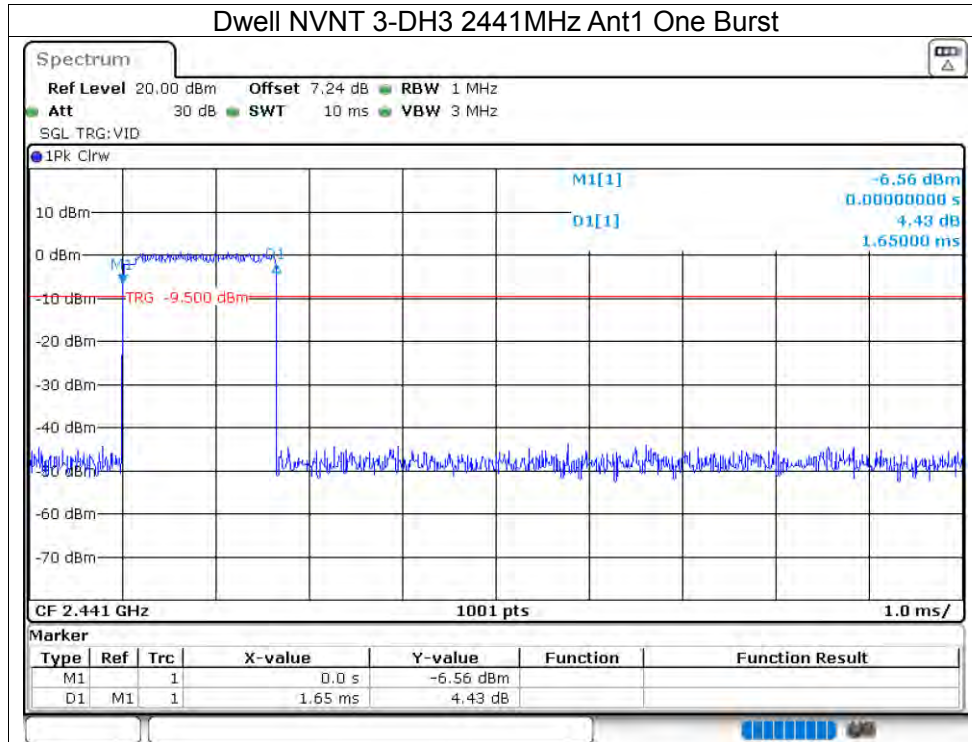 Dwell NVNT 3-DH3 2441MHz Ant1 One Burst
Spectrum
Ref Level 20.00 dBm Offset 7.24 dB RBW 1 MHz
Att 30 dB SWT 10 ms VBW 3 MHz
SGL TRG:VID
1Pk Clrw
M1[1] -6.56 dBm
0.00000000 s
10 dBm
D1[1] 4.43 dB
1.65000 ms
0 dBm
M1 D1
-10 dBm TRG -9.500 dBm
-20 dBm
-30 dBm
-40 dBm
-50 dBm
-60 dBm
-70 dBm
CF 2.441 GHz 1001 pts 1.0 ms/
Marker
Type Ref Trc X-value Y-value Function Function Result
M1 1 0.0 s -6.56 dBm
D1 M1 1 1.65 ms 4.43 dB